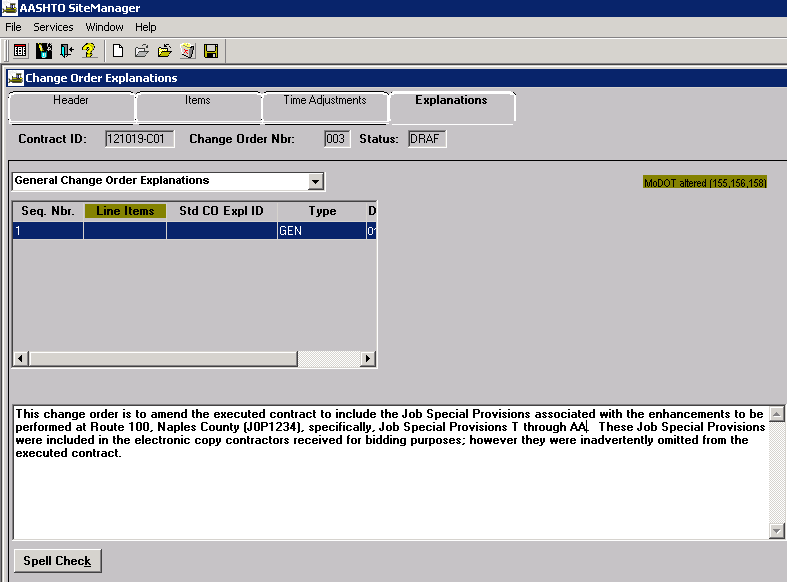 AASHTO SiteManager
File Services Window Help
Change Order Explanations
Header Items Time Adjustments Explanations
Contract ID: 121019-C01 Change Order Nbr: 003 Status: DRAF
General Change Order Explanations
MoDOT altered (155,156,158)
Seq. Nbr. Line Items Std CO Expl ID Type D
1 GEN
This change order is to amend the executed contract to include the Job Special Provisions associated with the enhancements to be
performed at Route 100, Naples County (J0P1234), specifically, Job Special Provisions T through AA. These Job Special Provisions
were included in the electronic copy contractors received for bidding purposes; however they were inadvertently omitted from the
executed contract.
Spell Check